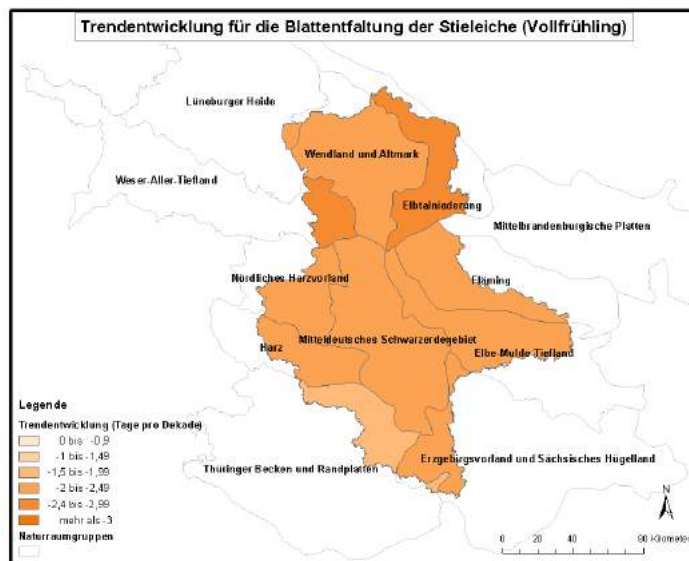 Trendentwicklung für die Blattentfaltung der Stieleiche (Vollfrühling)
Lüneburger Heide
Wendland und Altmark
Weser-Aller-Tiefland
Elbtalniederung
Mittelbrandenburgische Platten
Nördliches Harzvorland
Fläming
Mitteldeutsches Schwarzerdegebiet
Harz
Elbe-Mulde-Tiefland
Erzgebirgsvorland und Sächsisches Hügelland
Thüringer Becken und Randplatten
Legende
Trendentwicklung (Tage pro Dekade)
0 bis -0,9
-1 bis -1,49
-1,5 bis -1,99
-2 bis -2,49
-2,4 bis -2,99
mehr als -3
Naturraumgruppen
N
0 20 40 80 Kilometer